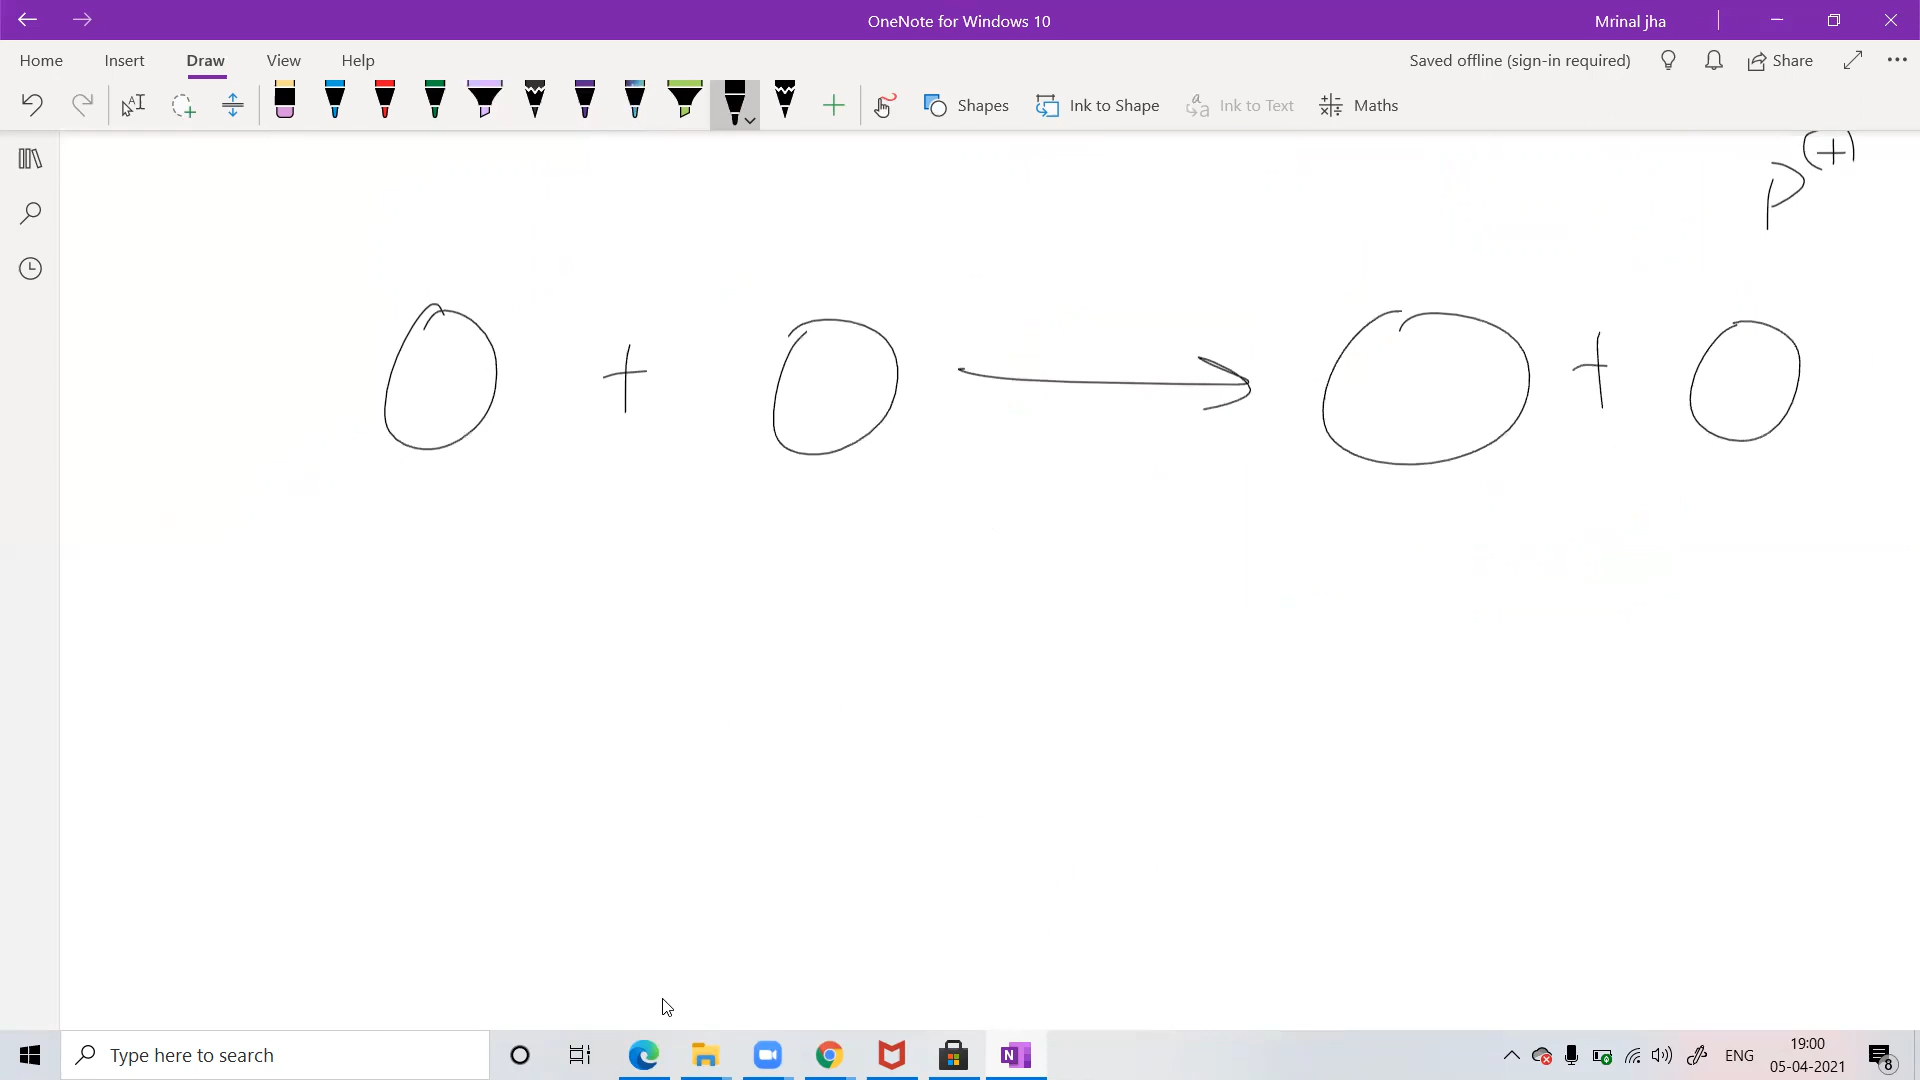 OneNote for Windows 10
Mrinal jha
Home Insert Draw View Help
Saved offline (sign-in required)
Share
Shapes
Ink to Shape
Ink to Text
Maths
P(+)
+ → +
Type here to search
ENG
19:00
05-04-2021
8